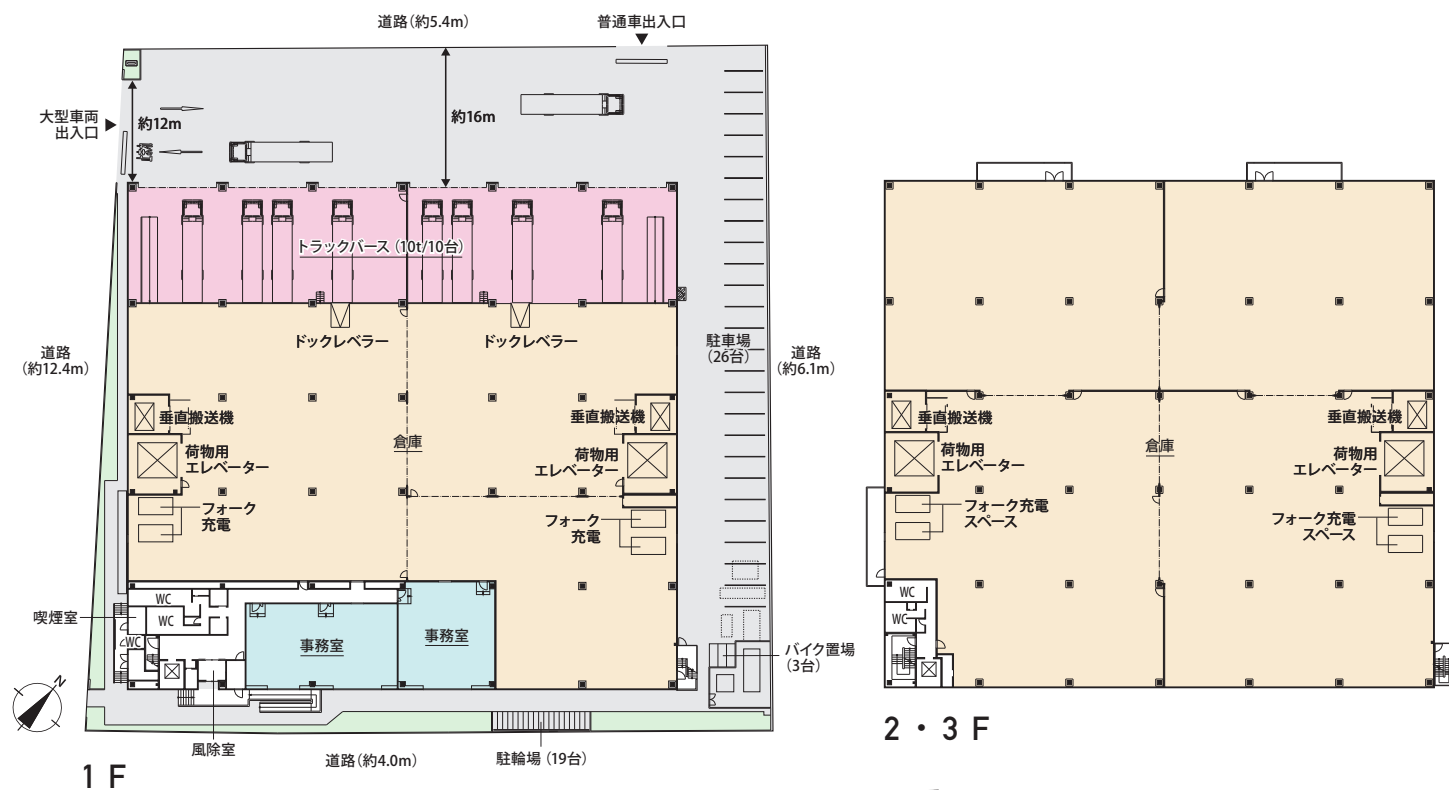 道路(約5.4m)
普通車出入口
大型車両
出入口
約12m
約16m
トラックバース (10t/10台)
ドックレベラー
ドックレベラー
駐車場
(26台)
道路
(約12.4m)
道路
(約6.1m)
垂直搬送機
垂直搬送機
荷物用
エレベーター
倉庫
荷物用
エレベーター
フォーク
充電
フォーク
充電
WC
WC
WC
喫煙室
事務室
事務室
バイク置場
(3台)
N
風除室
道路(約4.0m)
駐輪場 (19台)
1 F
垂直搬送機
垂直搬送機
荷物用
エレベーター
倉庫
荷物用
エレベーター
フォーク充電
スペース
フォーク充電
スペース
WC
WC
2・3 F